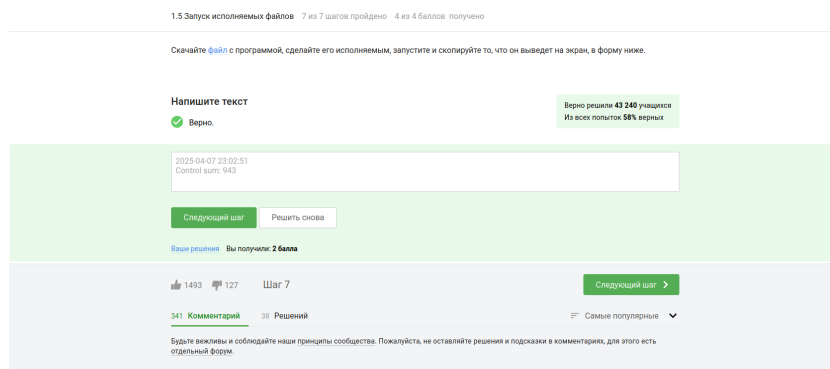 1.5 Запуск исполняемых файлов 7 из 7 шагов пройдено 4 из 4 баллов получено
Скачайте файл с программой, сделайте его исполняемым, запустите и скопируйте то, что он выведет на экран, в форму ниже.
Напишите текст
Верно.
Верно решили 43 240 учащихся
Из всех попыток 58% верных
2025-04-07 23:02:51
Control sum: 943
Следующий шаг Решить снова
Ваши решения Вы получили: 2 балла
1493 127 Шаг 7 Следующий шаг
341 Комментарий 38 Решений Самые популярные
Будьте вежливы и соблюдайте наши принципы сообщества. Пожалуйста, не оставляйте решения и подсказки в комментариях, для этого есть
отдельный форум.